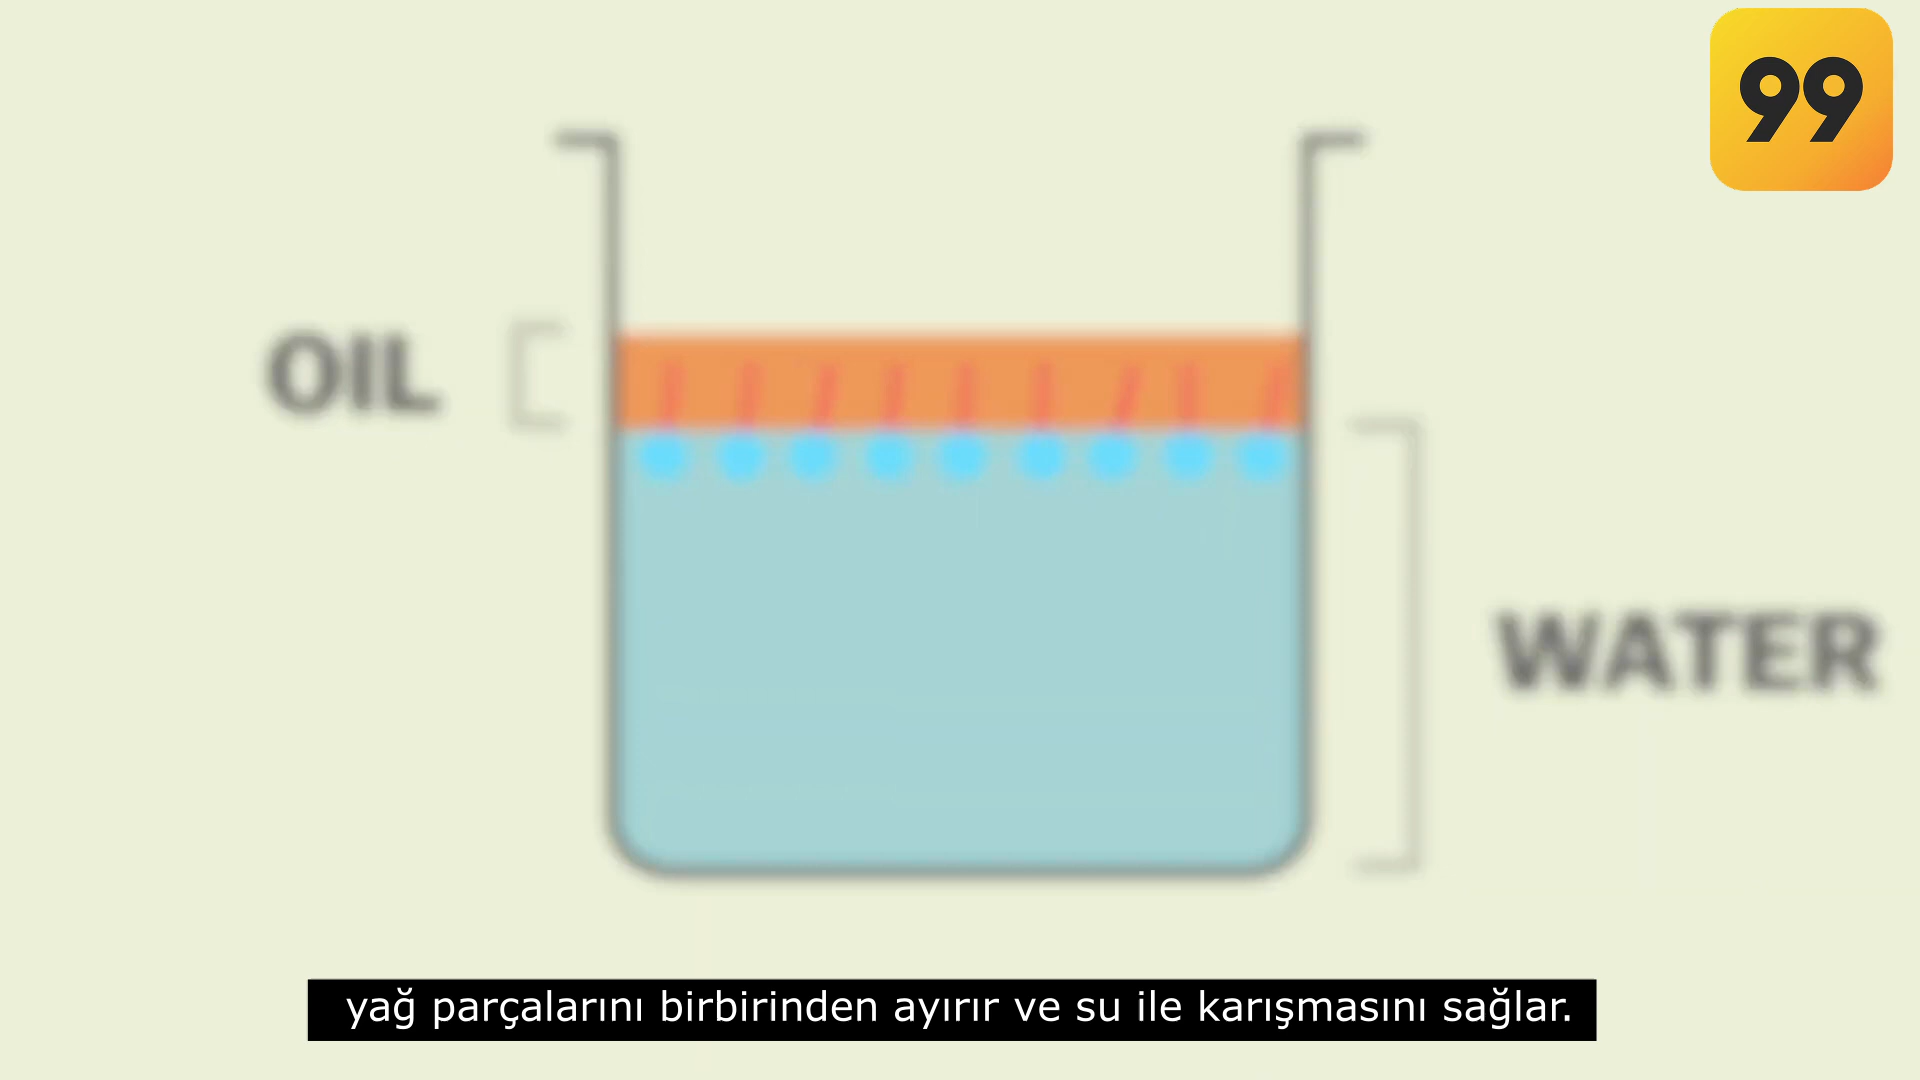 99
OIL
WATER
yağ parçalarını birbirinden ayırır ve su ile karışmasını sağlar.